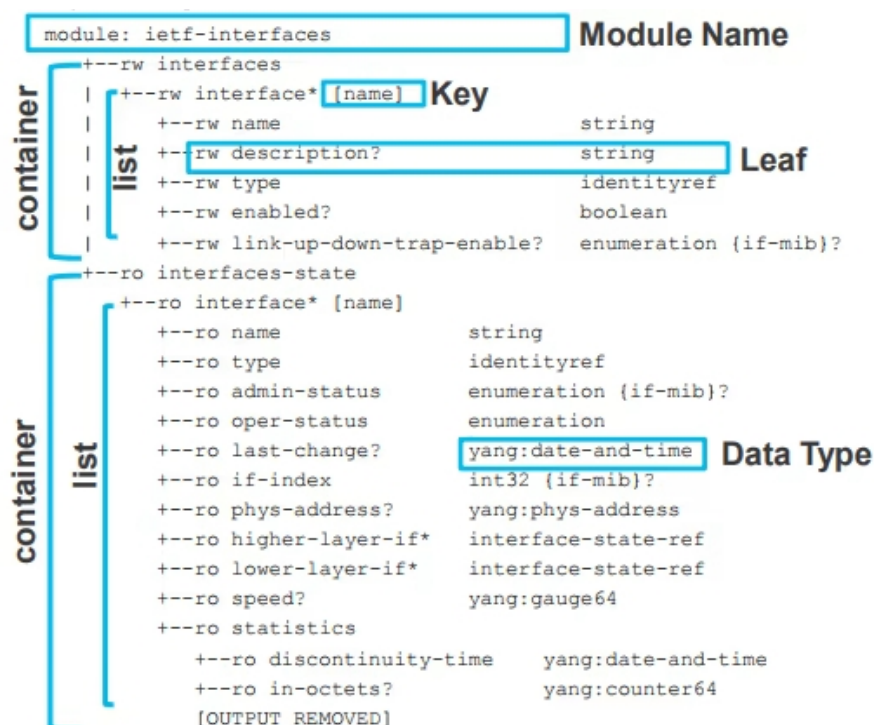 module: ietf-interfaces Module Name
+--rw interfaces
| +--rw interface* [name] Key
| +--rw name string
| +--rw description? string Leaf
| +--rw type identityref
| +--rw enabled? boolean
| +--rw link-up-down-trap-enable? enumeration {if-mib}?
container
list
+--ro interfaces-state
+--ro interface* [name]
+--ro name string
+--ro type identityref
+--ro admin-status enumeration {if-mib}?
+--ro oper-status enumeration
+--ro last-change? yang:date-and-time Data Type
+--ro if-index int32 {if-mib}?
+--ro phys-address? yang:phys-address
+--ro higher-layer-if* interface-state-ref
+--ro lower-layer-if* interface-state-ref
+--ro speed? yang:gauge64
+--ro statistics
+--ro discontinuity-time yang:date-and-time
+--ro in-octets? yang:counter64
[OUTPUT REMOVED]
container
list